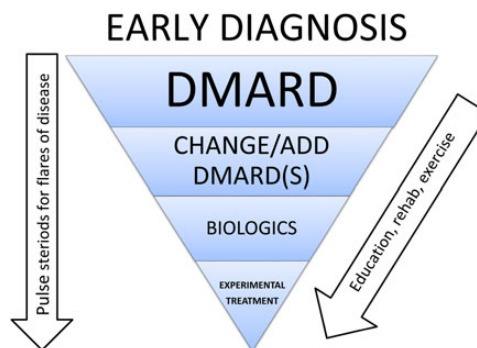 EARLY DIAGNOSIS
DMARD
CHANGE/ADD
DMARD(S)
BIOLOGICS
EXPERIMENTAL
TREATMENT
Pulse steriods for flares of disease
Education, rehab, exercise